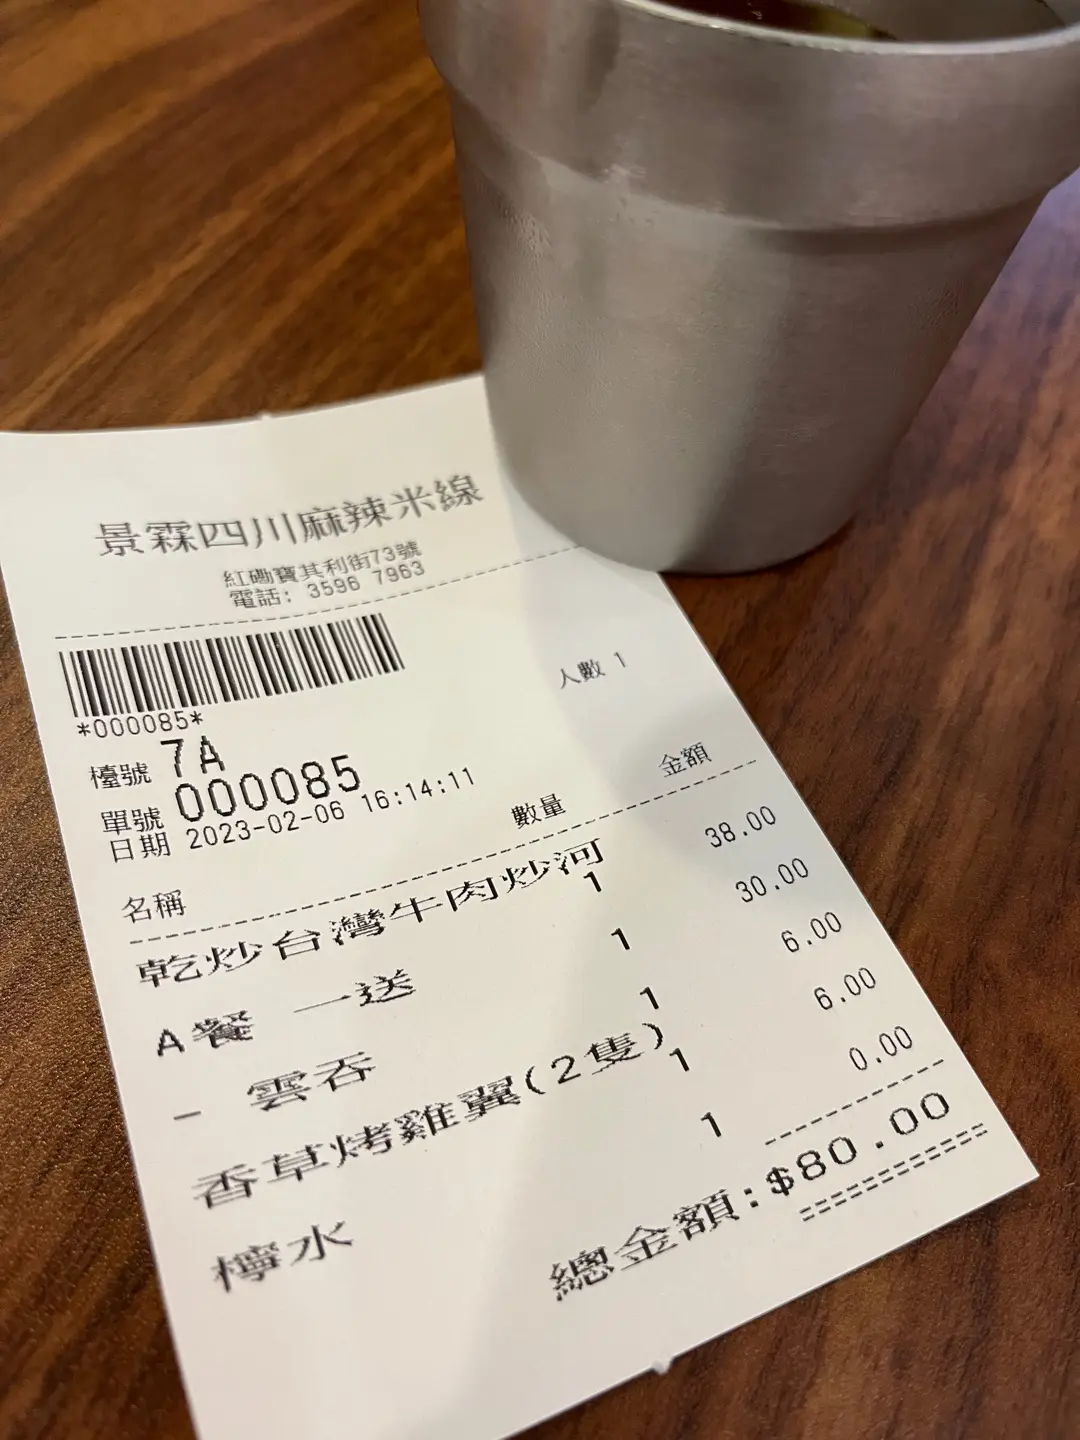 景霖四川麻辣米線
紅磡寶其利街73號
電話: 3596 7963
*000085*
人數 1
檯號 7A
單號 000085
日期 2023-02-06 16:14:11
名稱 數量 金額
乾炒台灣牛肉炒河 1 38.00
A餐 一送 1 30.00
- 雲吞 1 6.00
香草烤雞翼(2隻) 1 6.00
檸水 1 0.00
總金額:$80.00